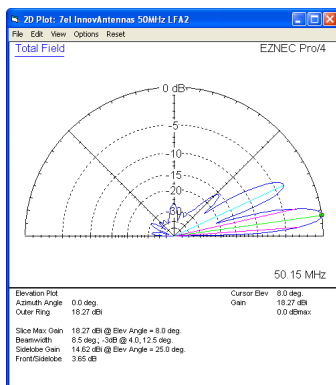 2D Plot: 7el InnovAntennas 50MHz LFA2
File Edit View Options Reset
Total Field EZNEC Pro/4
0 dB
-5
-10
-15
-20
-30
50.15 MHz
Elevation Plot Cursor Elev 8.0 deg.
Azimuth Angle 0.0 deg. Gain 18.27 dBi
Outer Ring 18.27 dBi 0.0 dBmax
Slice Max Gain 18.27 dBi @ Elev Angle = 8.0 deg.
Beamwidth 8.5 deg.; -3dB @ 4.0, 12.5 deg.
Sidelobe Gain 14.62 dBi @ Elev Angle = 25.0 deg.
Front/Sidelobe 3.65 dB